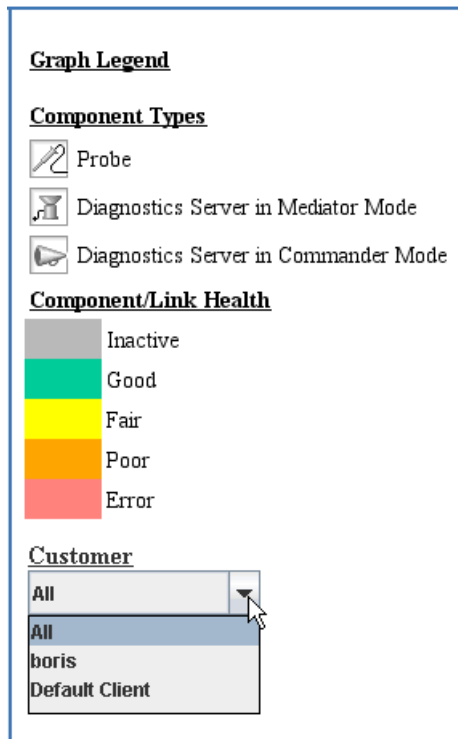 Graph Legend
Component Types
Probe
Diagnostics Server in Mediator Mode
Diagnostics Server in Commander Mode
Component/Link Health
Inactive
Good
Fair
Poor
Error
Customer
All
All
boris
Default Client